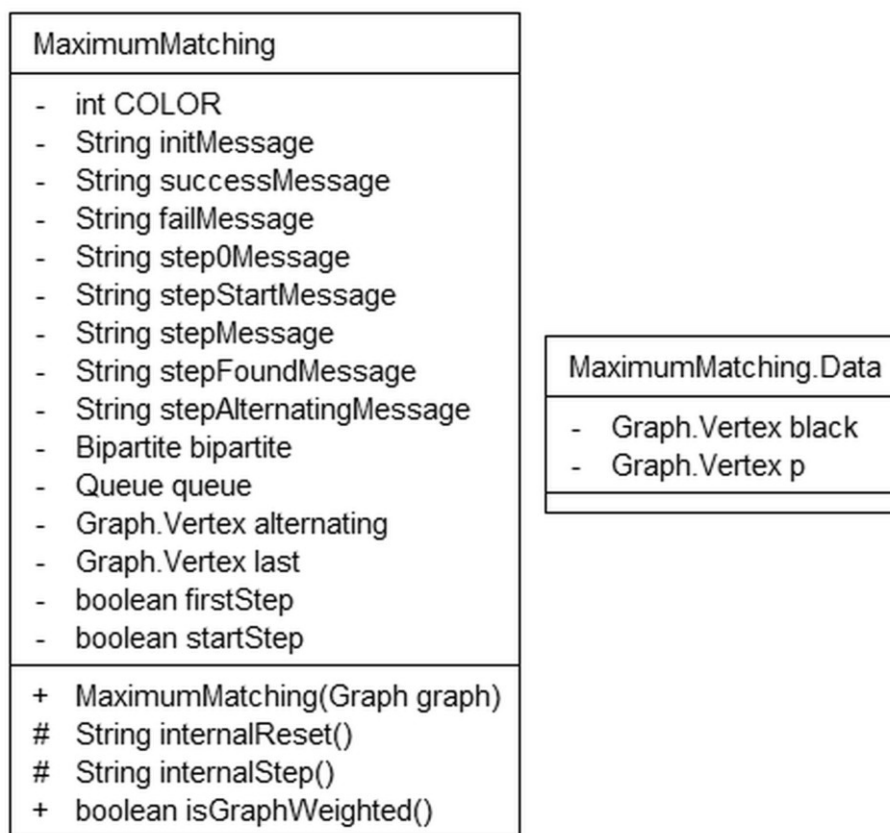 MaximumMatching
- int COLOR
- String initMessage
- String successMessage
- String failMessage
- String step0Message
- String stepStartMessage
- String stepMessage
- String stepFoundMessage
- String stepAlternatingMessage
- Bipartite bipartite
- Queue queue
- Graph.Vertex alternating
- Graph.Vertex last
- boolean firstStep
- boolean startStep
+ MaximumMatching(Graph graph)
# String internalReset()
# String internalStep()
+ boolean isGraphWeighted()
MaximumMatching.Data
- Graph.Vertex black
- Graph.Vertex p